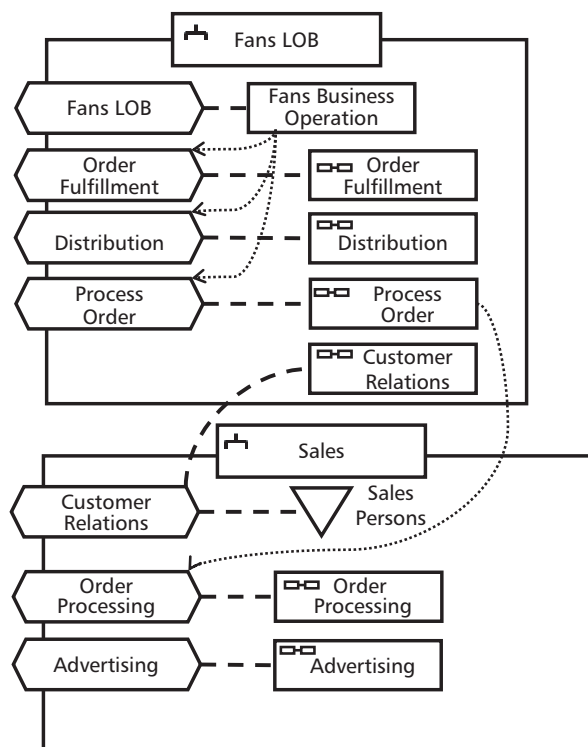 Fans LOB
Fans LOB
Fans Business
Operation
Order
Fulfillment
Order
Fulfillment
Distribution
Distribution
Process
Order
Process
Order
Customer
Relations
Sales
Customer
Relations
Sales
Persons
Order
Processing
Order
Processing
Advertising
Advertising